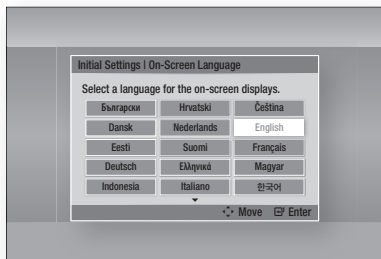 Initial Settings | On-Screen Language
Select a language for the on-screen displays.
Български Hrvatski Čeština
Dansk Nederlands English
Eesti Suomi Français
Deutsch Ελληνικά Magyar
Indonesia Italiano 한국어
Move Enter